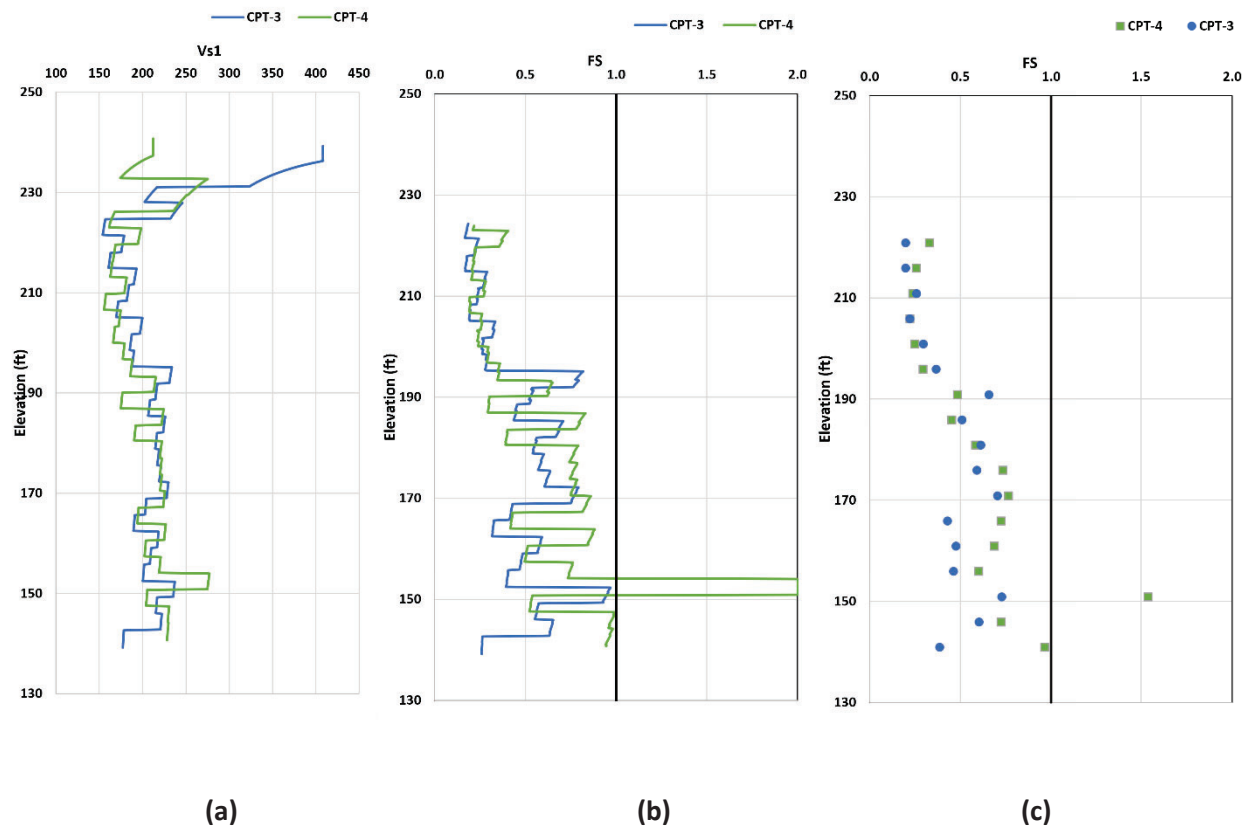 CPT-3 CPT-4
Vs1
100 150 200 250 300 350 400 450
250
230
210
190
170
150
130
Elevation (ft)
(a)
CPT-3 CPT-4
FS
0.0 0.5 1.0 1.5 2.0
250
230
210
190
170
150
130
Elevation (ft)
(b)
CPT-4 CPT-3
FS
0.0 0.5 1.0 1.5 2.0
250
230
210
190
170
150
130
Elevation (ft)
(c)